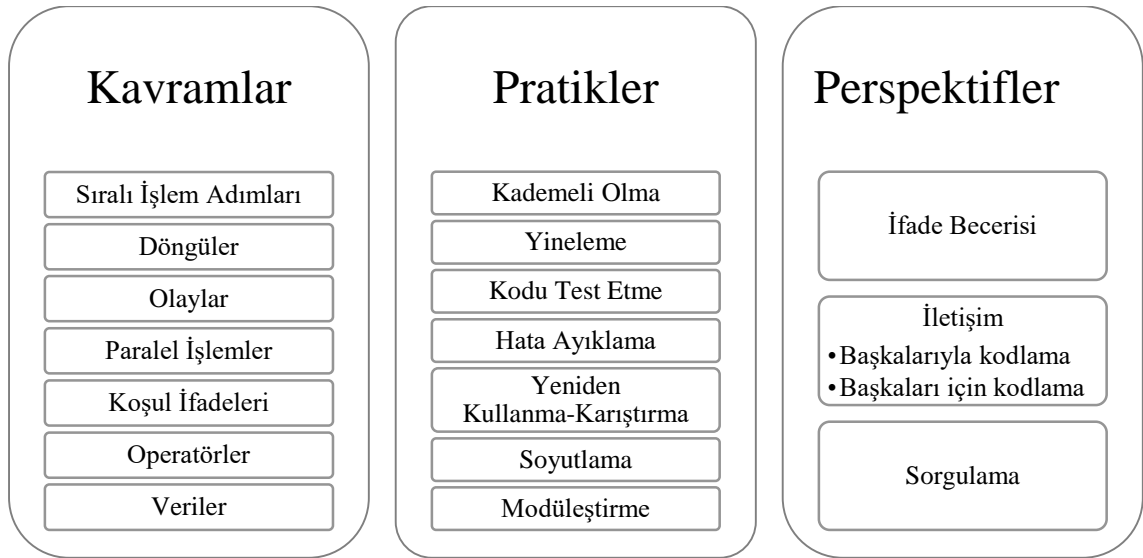 Kavramlar
Sıralı İşlem Adımları
Döngüler
Olaylar
Paralel İşlemler
Koşul İfadeleri
Operatörler
Veriler
Pratikler
Kademeli Olma
Yineleme
Kodu Test Etme
Hata Ayıklama
Yeniden
Kullanma-Karıştırma
Soyutlama
Modüleştirme
Perspektifler
İfade Becerisi
İletişim
•Başkalarıyla kodlama
•Başkaları için kodlama
Sorgulama